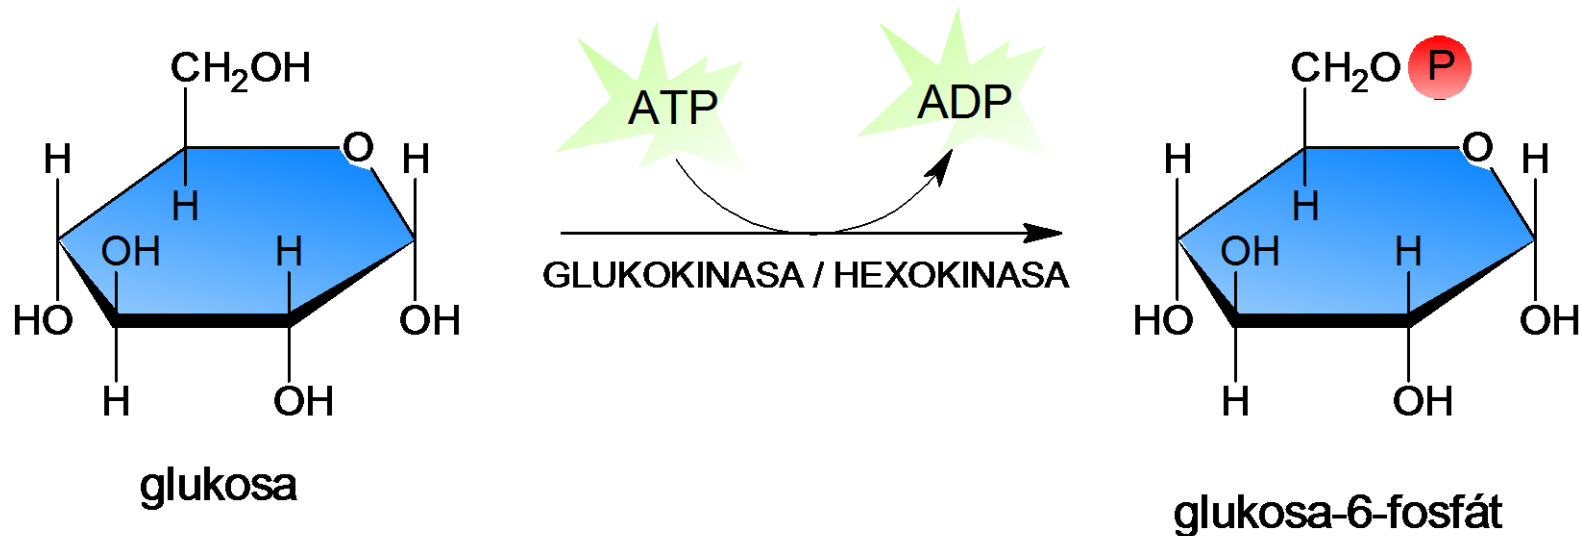 CH₂OH
O
H
H
H
OH
H
HO
OH
H
OH
glukosa
ATP
ADP
GLUKOKINASA / HEXOKINASA
CH₂O P
O
H
H
H
OH
H
HO
OH
H
OH
glukosa-6-fosfát